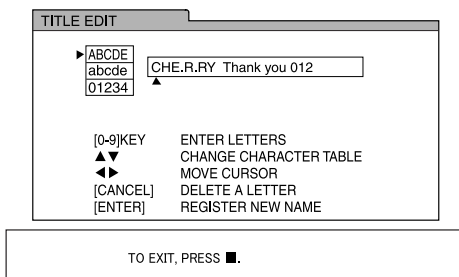 TITLE EDIT
▶ABCDE
abcde
01234
CHE.R.RY Thank you 012
▲
[0-9]KEY ENTER LETTERS
▲▼ CHANGE CHARACTER TABLE
◀▶ MOVE CURSOR
[CANCEL] DELETE A LETTER
[ENTER] REGISTER NEW NAME
TO EXIT, PRESS ■.